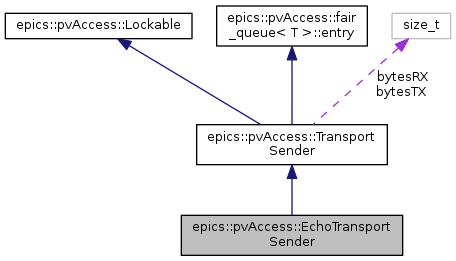 epics::pvAccess::Lockable
epics::pvAccess::fair
_queue< T >::entry
size_t
bytesRX
bytesTX
epics::pvAccess::Transport
Sender
epics::pvAccess::EchoTransport
Sender